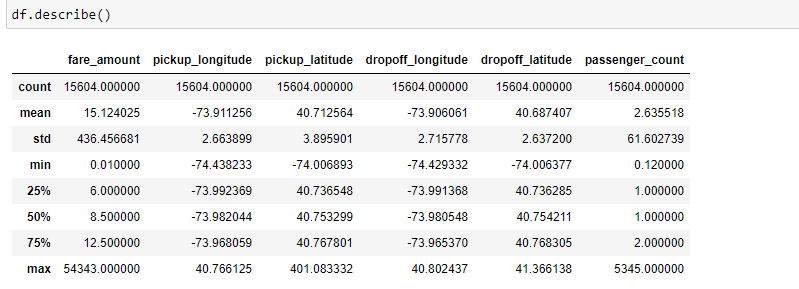 df.describe()
fare_amount pickup_longitude pickup_latitude dropoff_longitude dropoff_latitude passenger_count
count 15604.000000 15604.000000 15604.000000 15604.000000 15604.000000 15604.000000
mean 15.124025 -73.911256 40.712564 -73.906061 40.687407 2.635518
std 436.456681 2.663899 3.895901 2.715778 2.637200 61.602739
min 0.010000 -74.438233 -74.006893 -74.429332 -74.006377 0.120000
25% 6.000000 -73.992369 40.736548 -73.991368 40.736285 1.000000
50% 8.500000 -73.982044 40.753299 -73.980548 40.754211 1.000000
75% 12.500000 -73.968059 40.767801 -73.965370 40.768305 2.000000
max 54343.000000 40.766125 401.083332 40.802437 41.366138 5345.000000